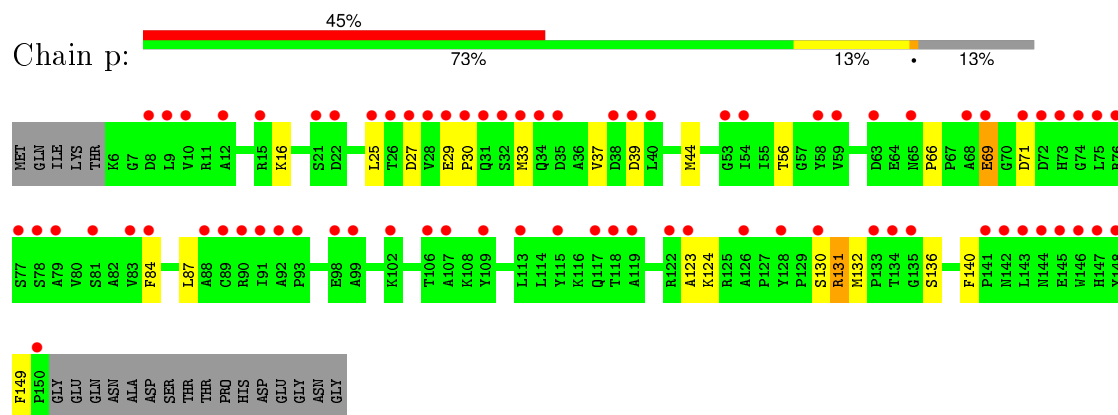 45%
Chain p:
73% 13% • 13%
MET GLN ILE LYS THR K6 G7 D8 L9 V10 R11 A12 R15 K16 S21 D22 L25 T26 D27 V28 E29 P30 Q31 S32 M33 Q34 D35 A36 V37 D38 D39 L40 M44 G53 I54 I55 T56 G57 Y58 V59 D63 E64 N65 P66 P67 A68 E69 G70 D71 D72 H73 G74 L75 R76
S77 S78 A79 V80 S81 A82 V83 F84 L87 A88 C89 R90 I91 A92 P93 E98 A99 K102 T106 A107 K108 Y109 L113 L114 Y115 K116 Q117 T118 A119 R122 A123 K124 R125 A126 P127 Y128 P129 S130 R131 M132 P133 T134 G135 S136 F140 P141 N142 L143 N144 E145 W146 H147 Y148
F149 P150 GLY GLU GLN ASN ALA ASP SER THR THR PRO HIS ASP GLU GLY ASN GLY